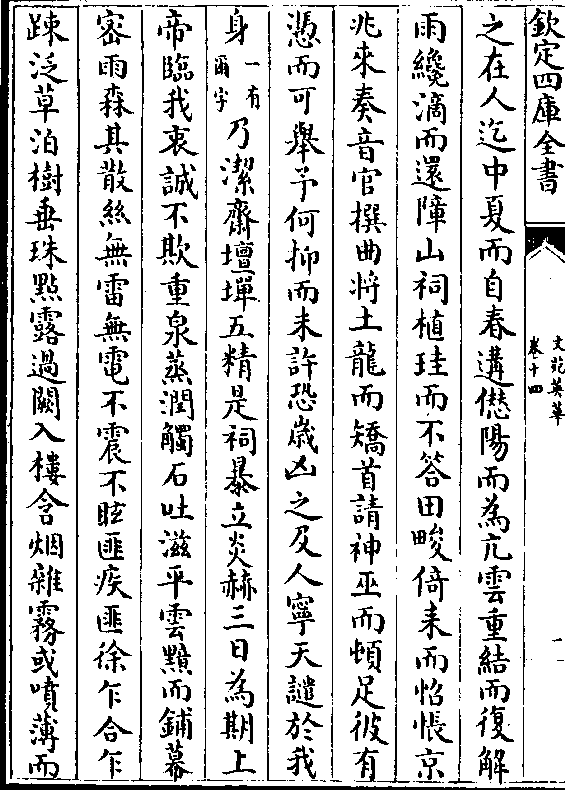 欽定四庫全書
文苑英華
卷十四
一
之在人迄中夏而自春遘僽陽而為亢雲重結而復解
雨纔滴而還障山祠植珪而不答田畯倚耒而怊悵京
兆來奏音官撰曲將土龍而矯首請神巫而頓足彼有
憑而可舉予何抑而未許恐歲凶之及人寧天譴於我
身一有爾字乃潔齋壇墠五精是祠暴立炎赫三日為期上
帝臨我衷誠不欺重泉蒸潤觸石吐滋平雲黯而鋪幕
密雨森其散絲無雷無電不震不眩匪疾匪徐乍合乍
踈泛草泊樹垂珠點露過闕入樓含烟雜霧或噴薄而